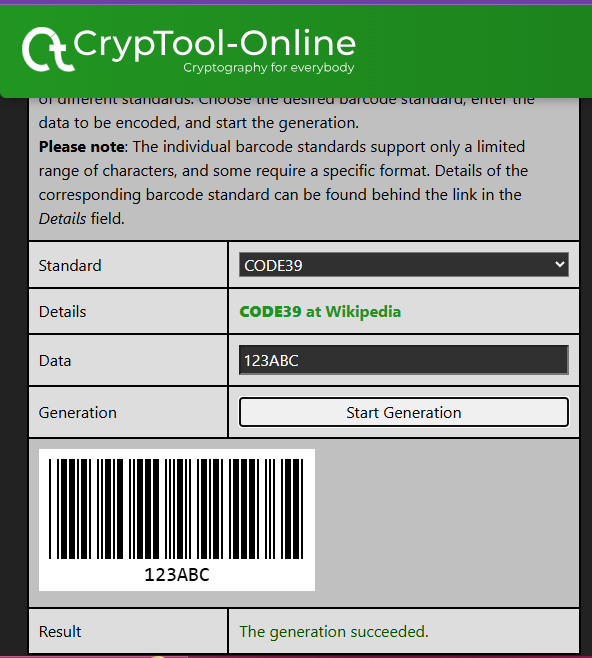 CrypTool-Online
Cryptography for everybody
of different standards. Choose the desired barcode standard, enter the
data to be encoded, and start the generation.
Please note: The individual barcode standards support only a limited
range of characters, and some require a specific format. Details of the
corresponding barcode standard can be found behind the link in the
Details field.
Standard CODE39
Details CODE39 at Wikipedia
Data 123ABC
Generation Start Generation
123ABC
Result The generation succeeded.